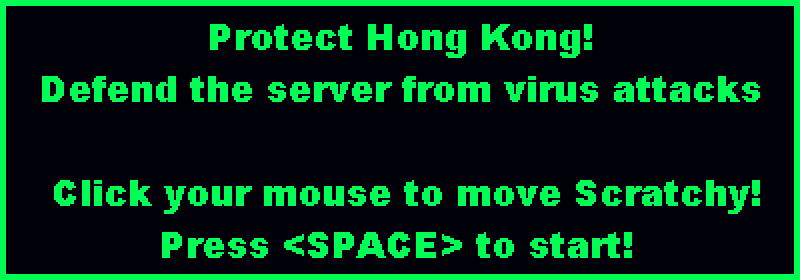 Protect Hong Kong!
Defend the server from virus attacks
Click your mouse to move Scratchy!
Press <SPACE> to start!